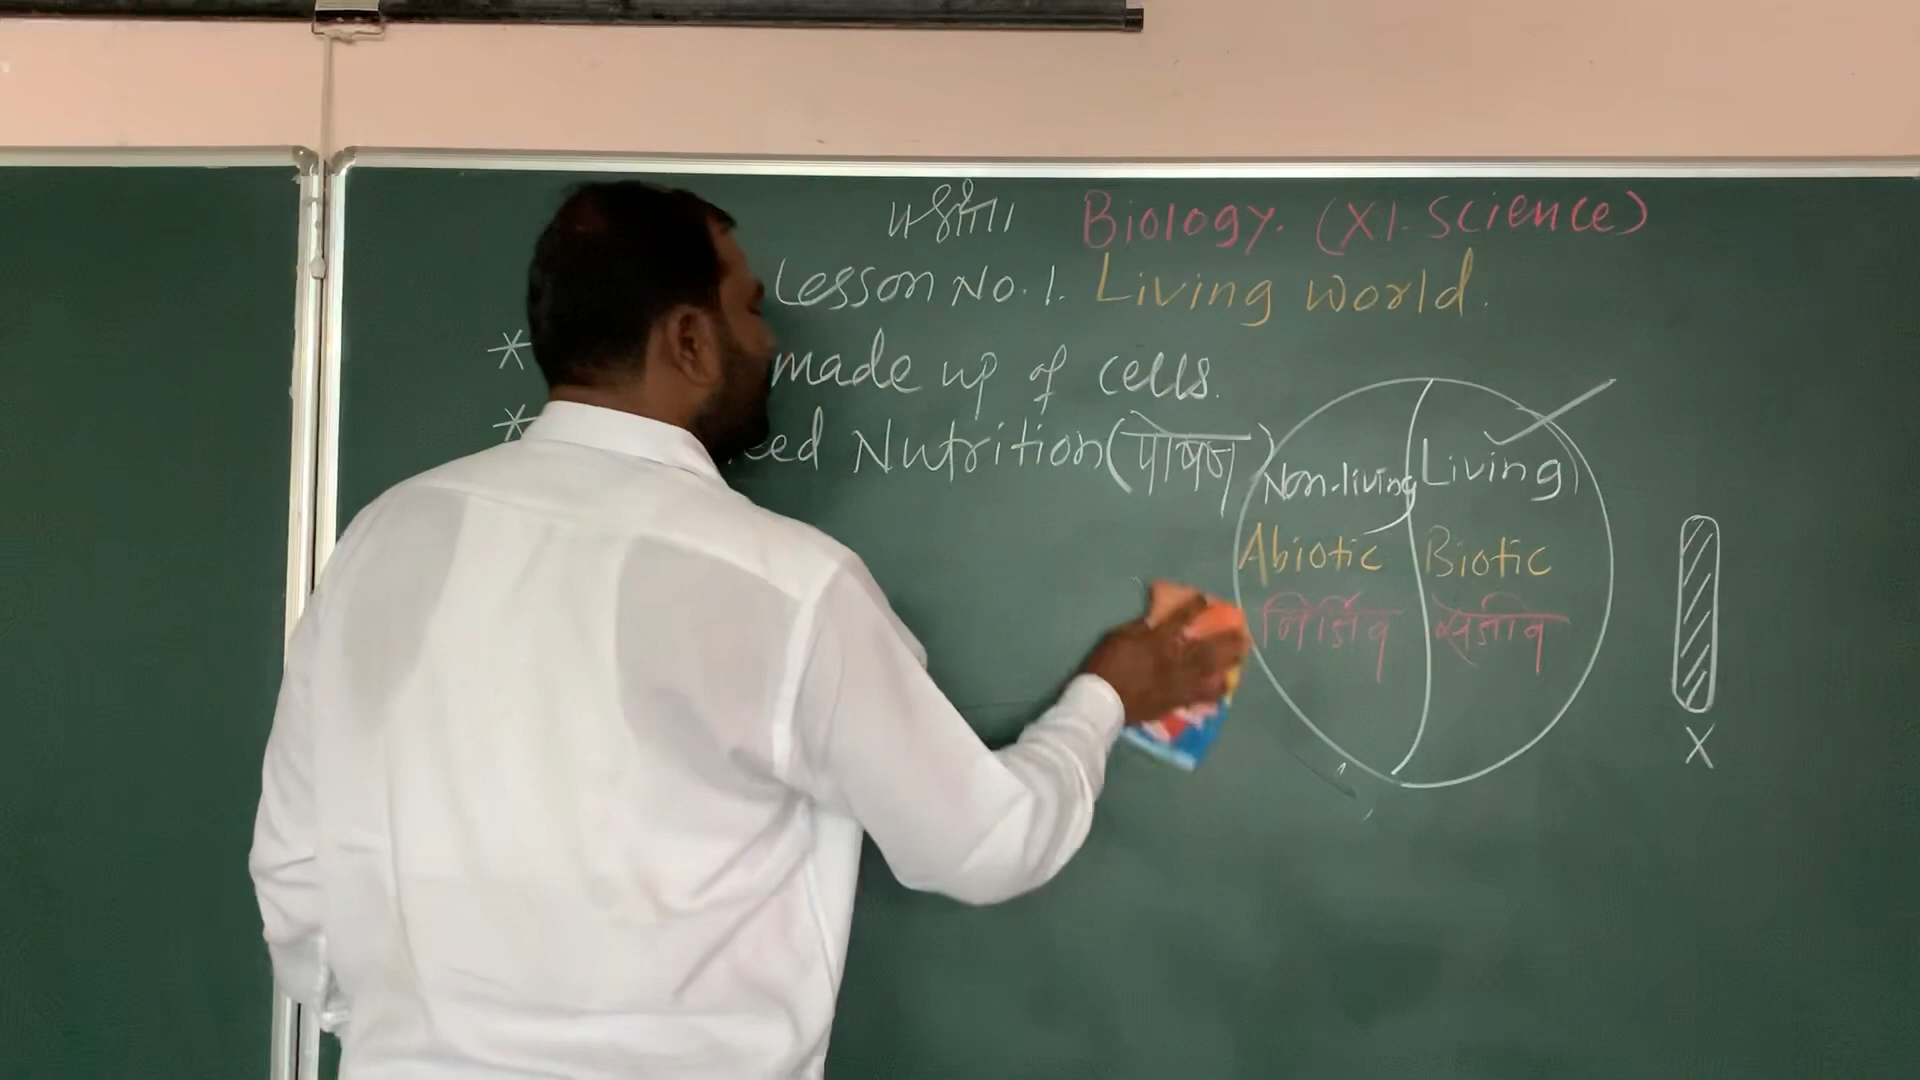 Biology. (XI. Science)
Lesson No. 1. Living World.
* made up of cells.
* Need Nutrition (पोषण)
Non-living Living
Abiotic Biotic
निर्जिव सजीव
X